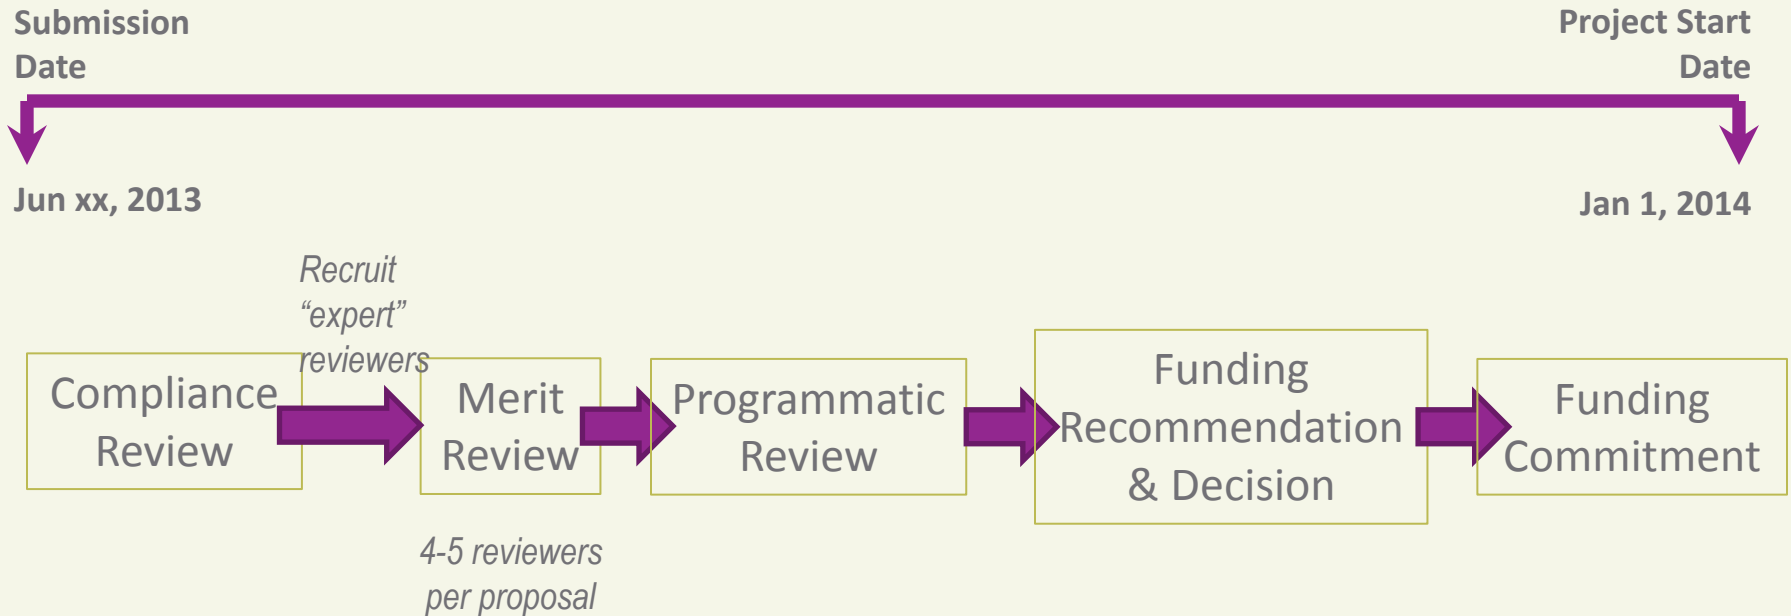 Submission
Date
Project Start
Date
Jun xx, 2013
Jan 1, 2014
Recruit
“expert”
reviewers
Compliance
Review
Merit
Review
Programmatic
Review
Funding
Recommendation
& Decision
Funding
Commitment
4-5 reviewers
per proposal